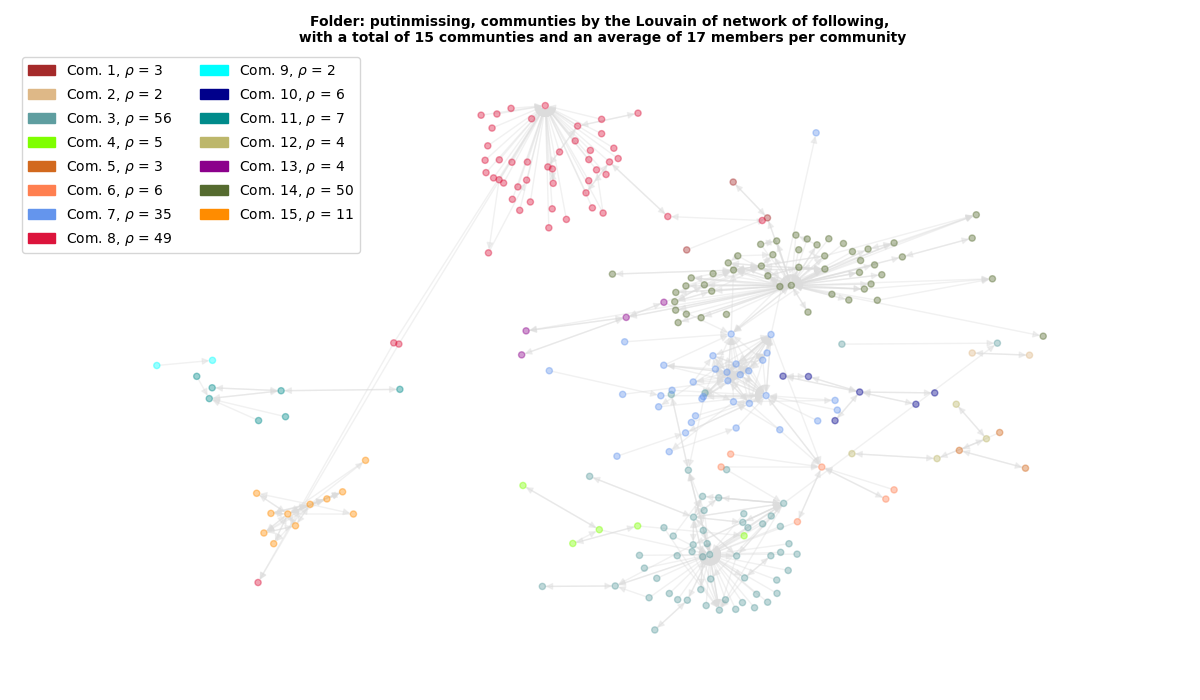 Folder: putinmissing, communties by the Louvain of network of following,
with a total of 15 communties and an average of 17 members per community
Com. 1, ρ = 3
Com. 2, ρ = 2
Com. 3, ρ = 56
Com. 4, ρ = 5
Com. 5, ρ = 3
Com. 6, ρ = 6
Com. 7, ρ = 35
Com. 8, ρ = 49
Com. 9, ρ = 2
Com. 10, ρ = 6
Com. 11, ρ = 7
Com. 12, ρ = 4
Com. 13, ρ = 4
Com. 14, ρ = 50
Com. 15, ρ = 11